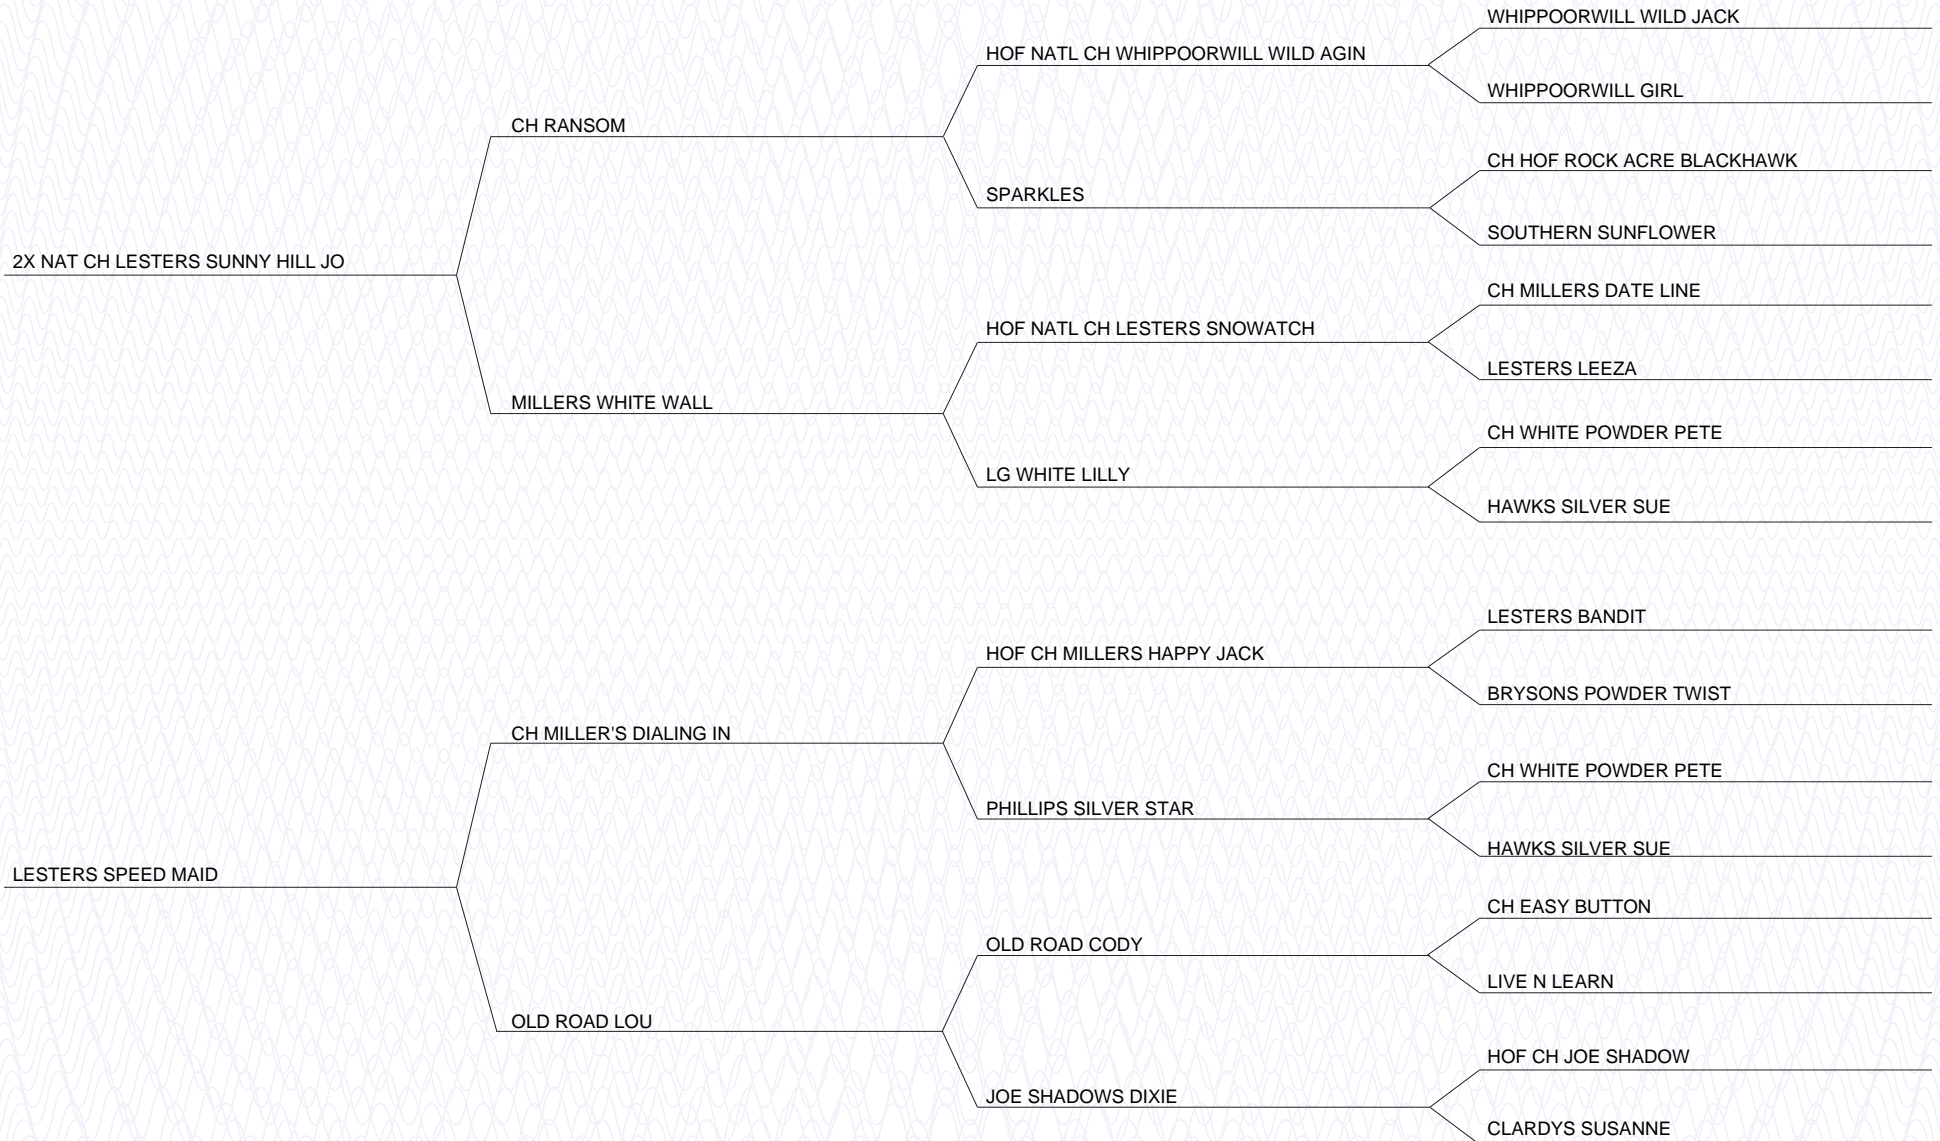 WHIPPOORWILL WILD JACK
HOF NATL CH WHIPPOORWILL WILD AGIN
WHIPPOORWILL GIRL
CH RANSOM
CH HOF ROCK ACRE BLACKHAWK
SPARKLES
SOUTHERN SUNFLOWER
2X NAT CH LESTERS SUNNY HILL JO
CH MILLERS DATE LINE
HOF NATL CH LESTERS SNOWATCH
LESTERS LEEZA
MILLERS WHITE WALL
CH WHITE POWDER PETE
LG WHITE LILLY
HAWKS SILVER SUE
LESTERS BANDIT
HOF CH MILLERS HAPPY JACK
BRYSONS POWDER TWIST
CH MILLER'S DIALING IN
CH WHITE POWDER PETE
PHILLIPS SILVER STAR
HAWKS SILVER SUE
LESTERS SPEED MAID
CH EASY BUTTON
OLD ROAD CODY
LIVE N LEARN
OLD ROAD LOU
HOF CH JOE SHADOW
JOE SHADOWS DIXIE
CLARDYS SUSANNE